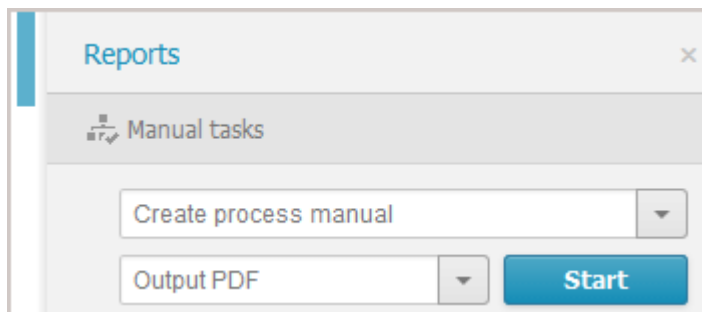 Reports
Manual tasks
Create process manual
Output PDF Start